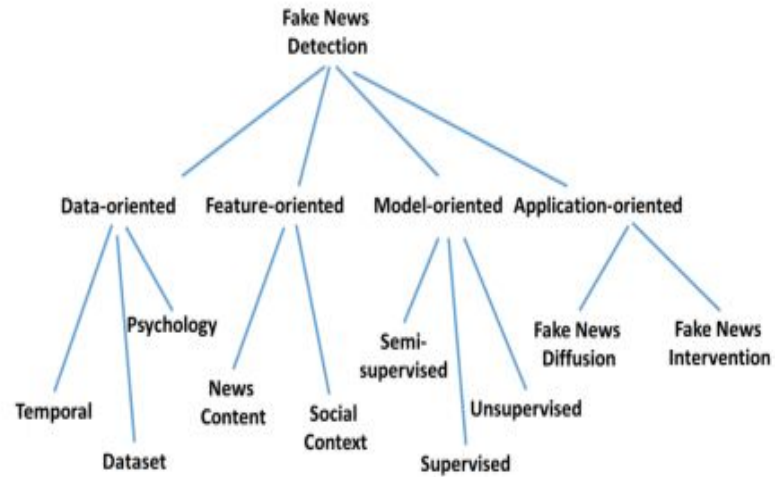 Fake News
Detection
Data-oriented
Feature-oriented
Model-oriented
Application-oriented
Psychology
Temporal
Dataset
News
Content
Social
Context
Semi-
supervised
Supervised
Unsupervised
Fake News
Diffusion
Fake News
Intervention